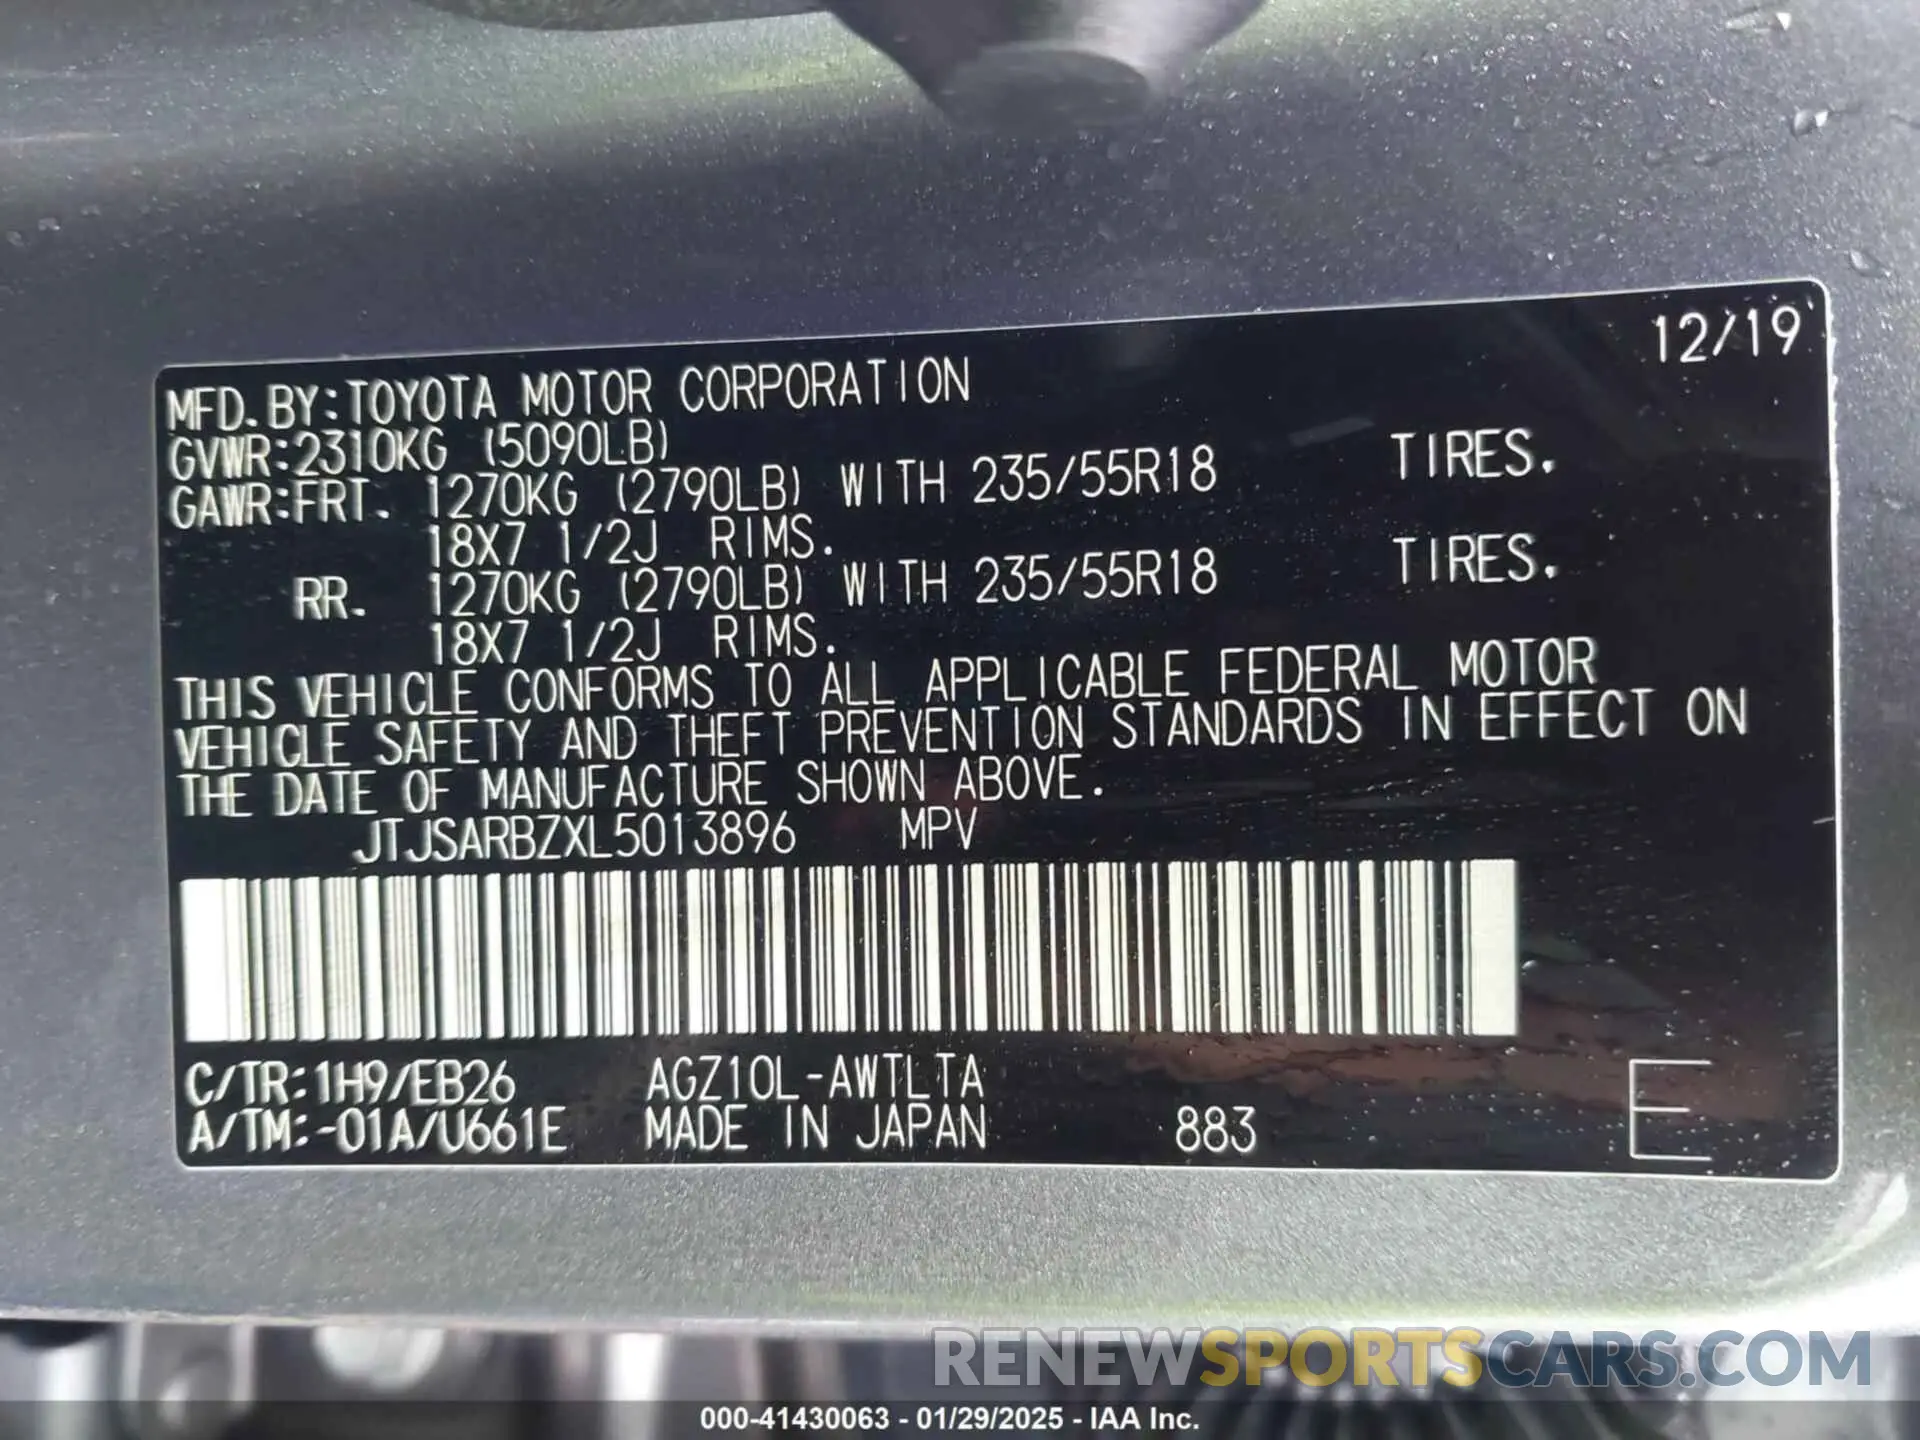 12/19
MFD. BY:TOYOTA MOTOR CORPORATION
GVWR:2310KG (5090LB)
GAWR:FRT. 1270KG (2790LB) WITH 235/55R18 TIRES.
18X7 1/2J RIMS.
RR. 1270KG (2790LB) WITH 235/55R18 TIRES.
18X7 1/2J RIMS.
THIS VEHICLE CONFORMS TO ALL APPLICABLE FEDERAL MOTOR
VEHICLE SAFETY AND THEFT PREVENTION STANDARDS IN EFFECT ON
THE DATE OF MANUFACTURE SHOWN ABOVE.
JTJSARBZXL5013896 MPV
C/TR:1H9/EB26 AGZ10L-AWTLTA
A/TM:-01A/U661E MADE IN JAPAN 883 E
RENEWSPORTSCARS.COM
000-41430063 - 01/29/2025 - IAA Inc.